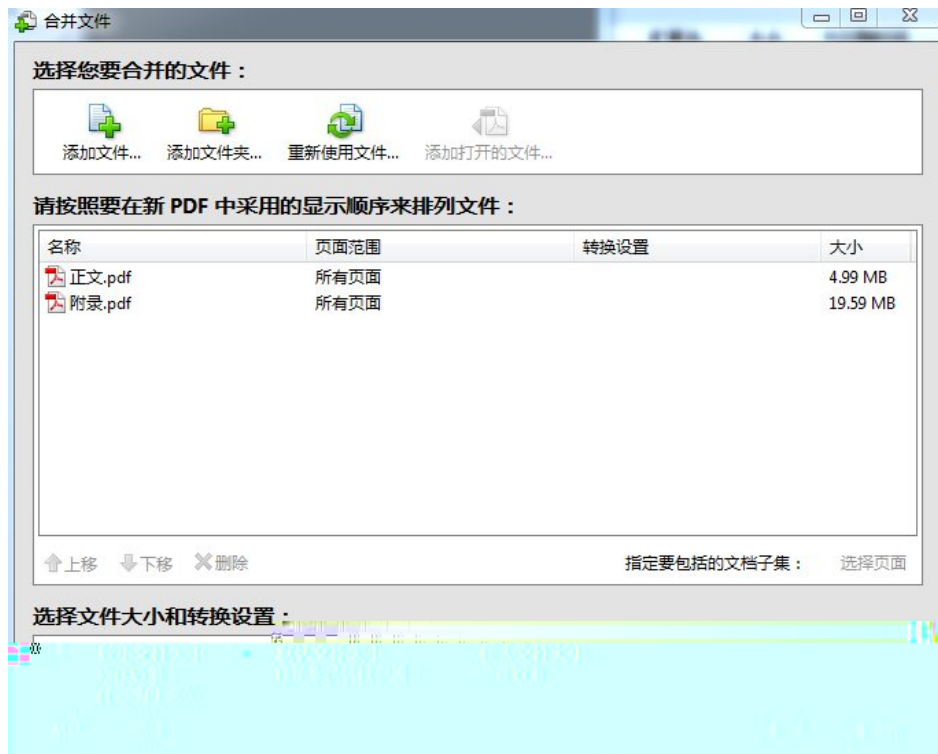 合并文件
选择您要合并的文件：
添加文件... 添加文件夹... 重新使用文件... 添加打开的文件...
请按照要在新 PDF 中采用的显示顺序来排列文件：
名称 页面范围 转换设置 大小
正文.pdf 所有页面 4.99 MB
附录.pdf 所有页面 19.59 MB
上移 下移 删除 指定要包括的文档子集： 选择页面
选择文件大小和转换设置：